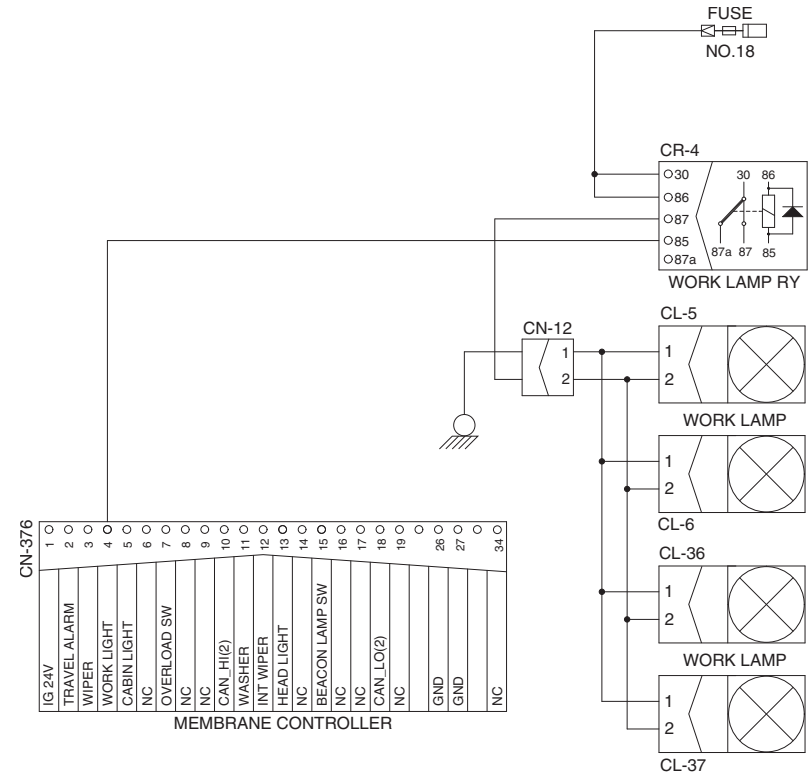 FUSE
NO.18
CR-4
30
86
87
85
87a
30 86
87a 87 85
WORK LAMP RY
CL-5
1
2
WORK LAMP
CN-12
1
2
1
2
CL-6
CL-36
1
2
WORK LAMP
1
2
CL-37
CN-376
1 2 3 4 5 6 7 8 9 10 11 12 13 14 15 16 17 18 19 26 27 34
IG 24V
TRAVEL ALARM
WIPER
WORK LIGHT
CABIN LIGHT
NC
OVERLOAD SW
NC
NC
CAN_HI(2)
WASHER
INT WIPER
HEAD LIGHT
NC
BEACON LAMP SW
NC
NC
CAN_LO(2)
NC
GND
GND
NC
MEMBRANE CONTROLLER